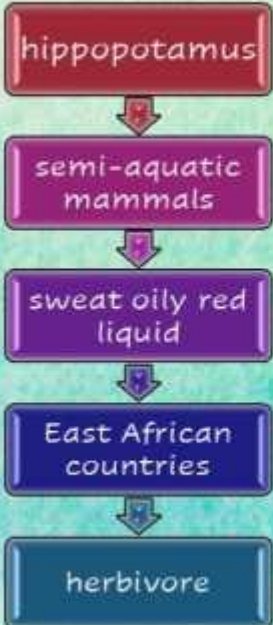 hippopotamus
semi-aquatic
mammals
sweat oily red
liquid
East African
countries
herbivore